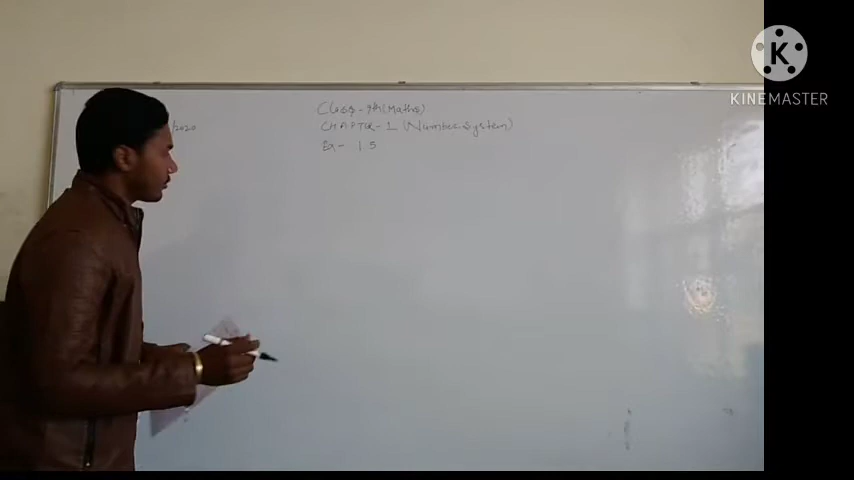 /2020
Class - 9th (Maths)
CHAPTER - 1 (Number System)
Ex - 1.5
KINEMASTER